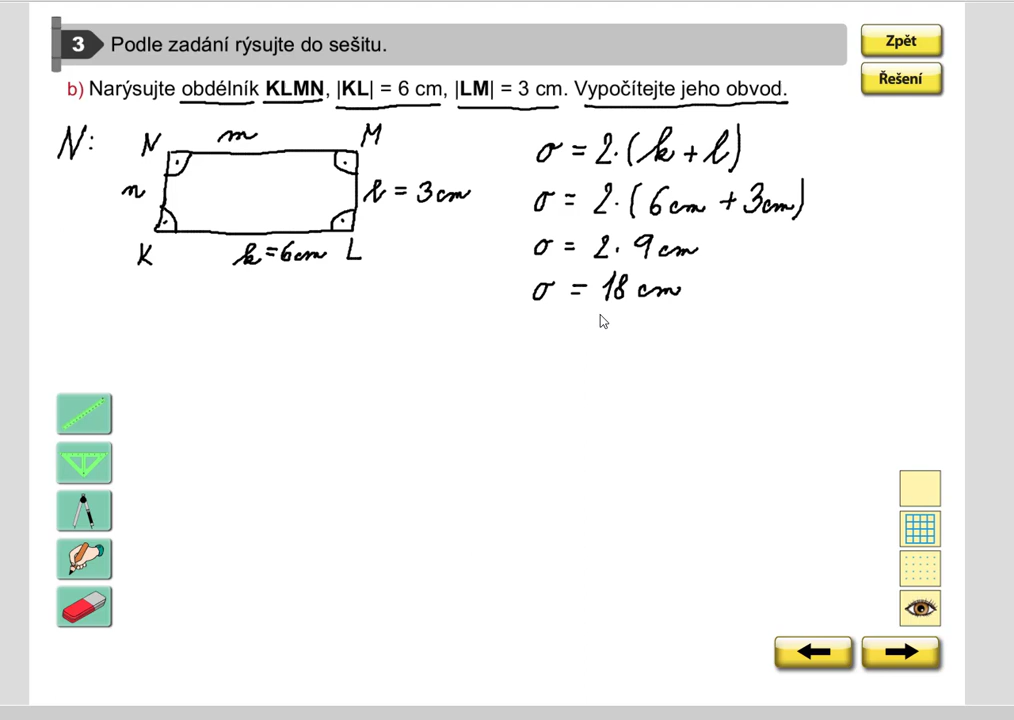 3 Podle zadání rýsujte do sešitu.
Zpět
Řešení
b) Narýsujte obdélník KLMN, |KL| = 6 cm, |LM| = 3 cm. Vypočítejte jeho obvod.
N:
N m M
n l = 3 cm
K k = 6 cm L
σ = 2·(k + l)
σ = 2·(6 cm + 3 cm)
σ = 2·9 cm
σ = 18 cm